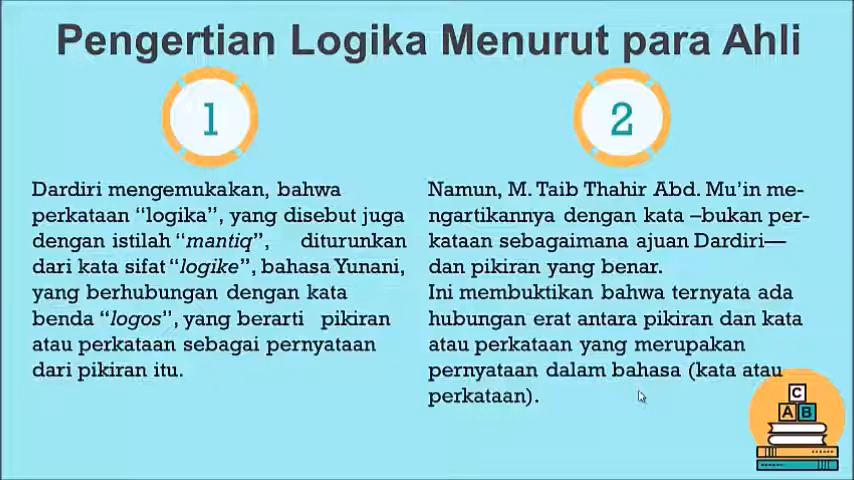 Pengertian Logika Menurut para Ahli
1
Dardiri mengemukakan, bahwa
perkataan “logika”, yang disebut juga
dengan istilah “mantiq”, diturunkan
dari kata sifat “logike”, bahasa Yunani,
yang berhubungan dengan kata
benda “logos”, yang berarti pikiran
atau perkataan sebagai pernyataan
dari pikiran itu.
2
Namun, M. Taib Thahir Abd. Mu’in me-
ngartikannya dengan kata –bukan per-
kataan sebagaimana ajuan Dardiri—
dan pikiran yang benar.
Ini membuktikan bahwa ternyata ada
hubungan erat antara pikiran dan kata
atau perkataan yang merupakan
pernyataan dalam bahasa (kata atau
perkataan).
C
A B